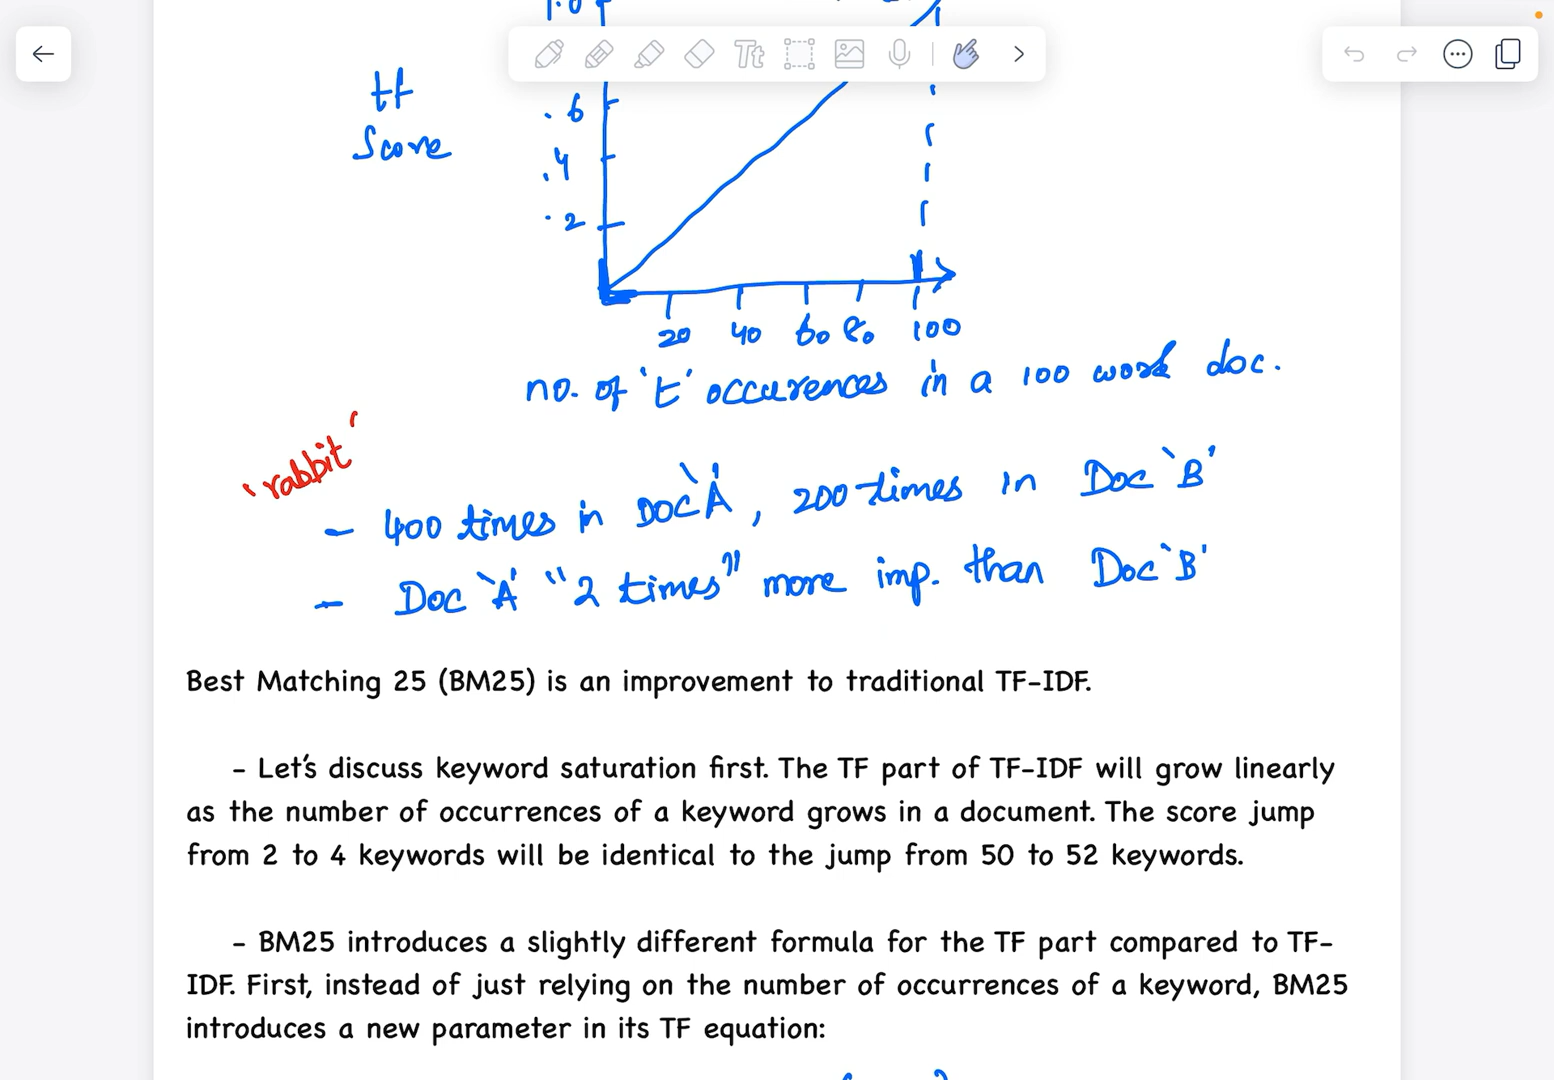 1.0
Tt
tf
Score
.6
.4
.2
20 40 60 80 100
no. of 't' occurences in a 100 word doc.
'rabbit'
- 400 times in Doc 'A', 200 times in Doc 'B'
- Doc 'A' "2 times" more imp. than Doc 'B'
Best Matching 25 (BM25) is an improvement to traditional TF-IDF.
- Let's discuss keyword saturation first. The TF part of TF-IDF will grow linearly
as the number of occurrences of a keyword grows in a document. The score jump
from 2 to 4 keywords will be identical to the jump from 50 to 52 keywords.
- BM25 introduces a slightly different formula for the TF part compared to TF-
IDF. First, instead of just relying on the number of occurrences of a keyword, BM25
introduces a new parameter in its TF equation: